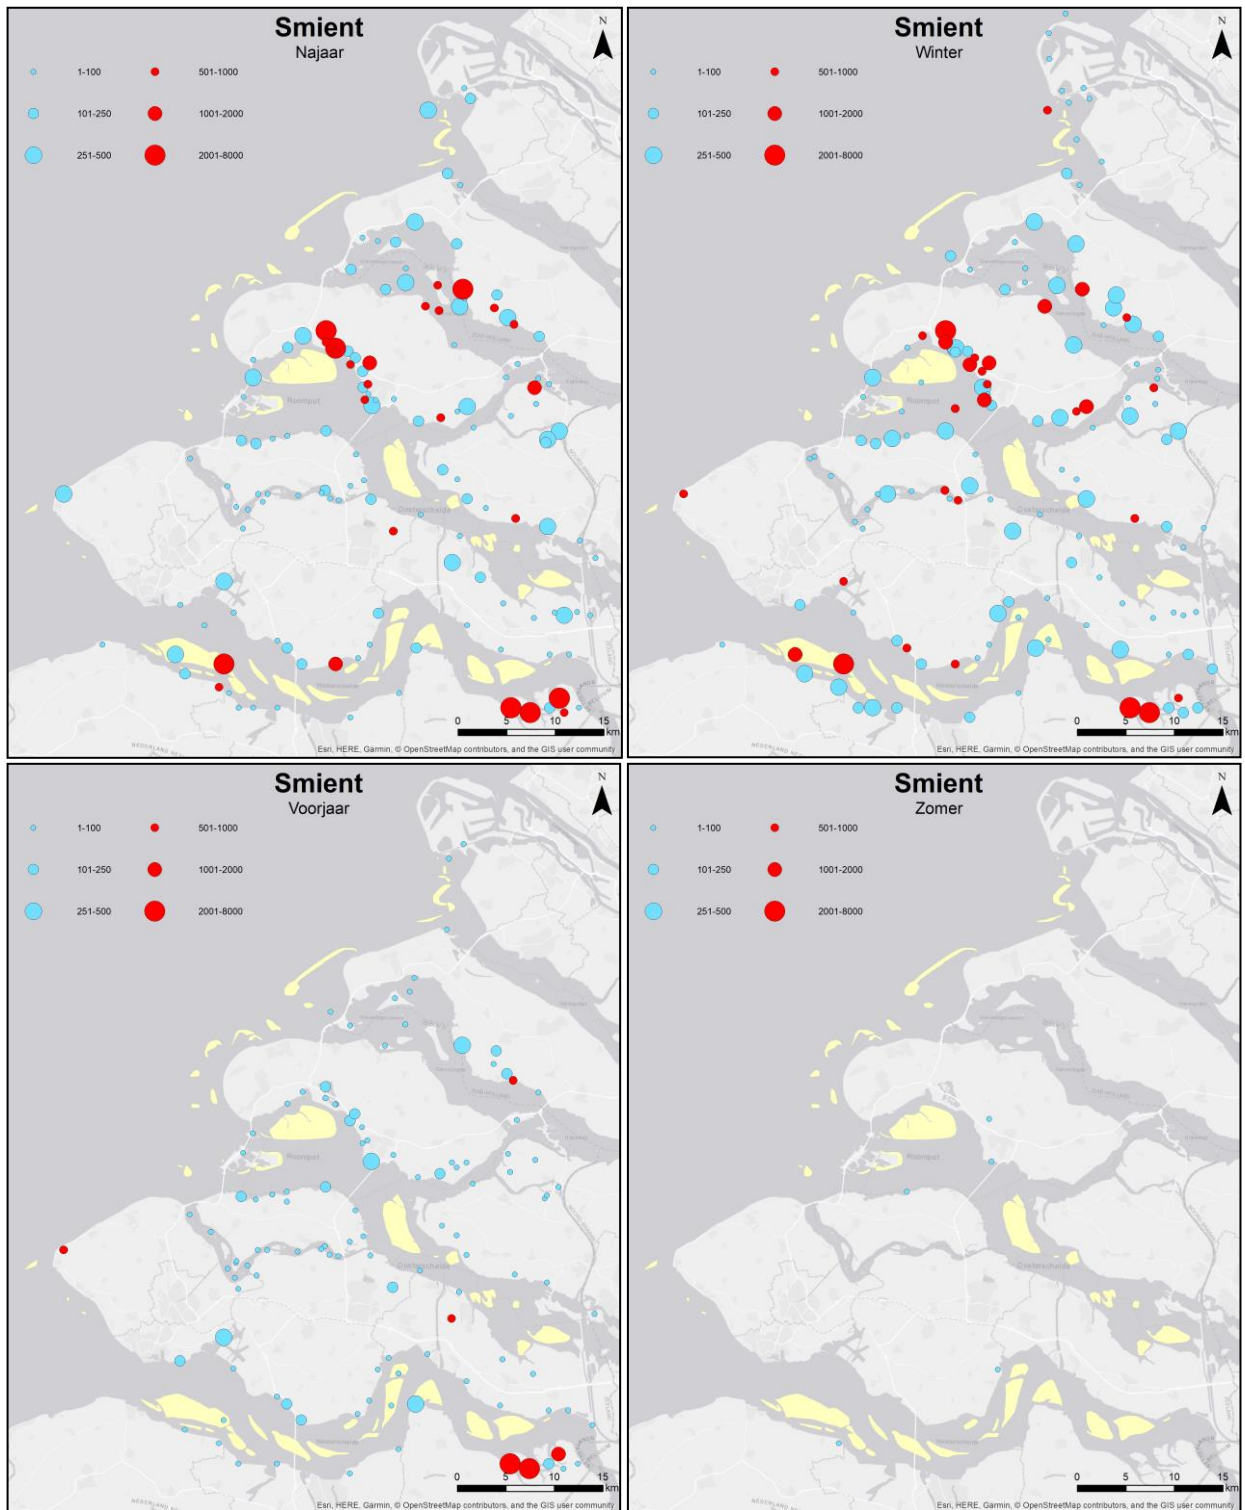 Smient
Najaar
N
1-100
501-1000
101-250
1001-2000
251-500
2001-8000
Roompot
Oosterschelde
Westerschelde
0 5 10 15
km
Esri, HERE, Garmin, © OpenStreetMap contributors, and the GIS user community
Smient
Winter
N
1-100
501-1000
101-250
1001-2000
251-500
2001-8000
Roompot
Oosterschelde
0 5 10 15
km
Esri, HERE, Garmin, © OpenStreetMap contributors, and the GIS user community
Smient
Voorjaar
N
1-100
501-1000
101-250
1001-2000
251-500
2001-8000
Roompot
Oosterschelde
Westerschelde
0 5 10 15
km
Esri, HERE, Garmin, © OpenStreetMap contributors, and the GIS user community
Smient
Zomer
N
1-100
501-1000
101-250
1001-2000
251-500
2001-8000
Roompot
Oosterschelde
Westerschelde
0 5 10 15
km
Esri, HERE, Garmin, © OpenStreetMap contributors, and the GIS user community